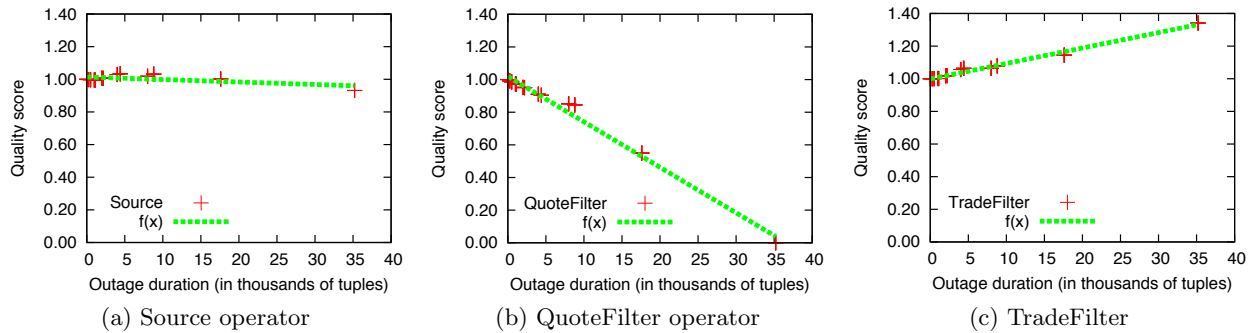 1.40
1.20
1.00
0.80
0.60
0.40
0.20
0.00
Quality score
Source
f(x)
0 5 10 15 20 25 30 35 40
Outage duration (in thousands of tuples)
(a) Source operator
1.40
1.20
1.00
0.80
0.60
0.40
0.20
0.00
Quality score
QuoteFilter
f(x)
0 5 10 15 20 25 30 35 40
Outage duration (in thousands of tuples)
(b) QuoteFilter operator
1.40
1.20
1.00
0.80
0.60
0.40
0.20
0.00
Quality score
TradeFilter
f(x)
0 5 10 15 20 25 30 35 40
Outage duration (in thousands of tuples)
(c) TradeFilter